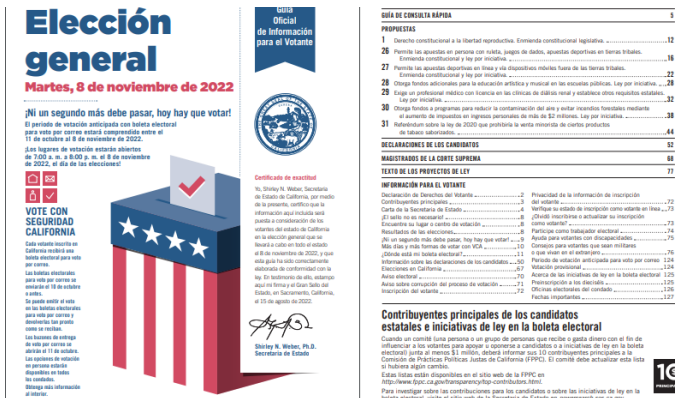 Elección
general
Martes, 8 de noviembre de 2022
¡Ni un segundo más debe pasar, hoy hay que votar!
El período de votación anticipada con boleta electoral
para voto por correo estará comprendido entre el
11 de octubre al 8 de noviembre de 2022.
¡Los lugares de votación estarán abiertos
de 7:00 a. m. a 8:00 p. m. el 8 de noviembre
de 2022, el día de las elecciones!
VOTE CON
SEGURIDAD
CALIFORNIA
Cada votante inscrito en
California recibirá una
boleta electoral para voto
por correo.
Las boletas electorales
para voto por correo se
enviarán el 10 de octubre
o antes.
Se puede emitir el voto
en las boletas electorales
para voto por correo y
devolverlas tan pronto
como se reciban.
Los buzones de entrega
de voto por correo se
abrirán el 11 de octubre.
Las opciones de votación
en persona estarán
disponibles en todos
los condados.
Obtenga más información
al interior.
Guía
Oficial
de Información
para el Votante
Certificado de exactitud
Yo, Shirley N. Weber, Secretaria
de Estado de California, por medio
de la presente, certifico que la
información aquí incluida será
puesta a consideración de los
votantes del estado de California
en la elección general que se
llevará a cabo en todo el estado
el 8 de noviembre de 2022, y que
esta guía ha sido correctamente
elaborada de conformidad con la
ley. En testimonio de ello, estampo
aquí mi firma y el Gran Sello del
Estado, en Sacramento, California,
el 15 de agosto de 2022.
Shirley N. Weber, Ph.D.
Secretaria de Estado
GUÍA DE CONSULTA RÁPIDA 5
PROPUESTAS
1 Derecho constitucional a la libertad reproductiva. Enmienda constitucional legislativa. 12
26 Permite las apuestas en persona con ruleta, juegos de dados, apuestas deportivas en tierras tribales.
Enmienda constitucional y ley por iniciativa. 16
27 Permite las apuestas deportivas en línea y vía dispositivos móviles fuera de las tierras tribales.
Enmienda constitucional y ley por iniciativa. 22
28 Otorga fondos adicionales para la educación artística y musical en las escuelas públicas. Ley por iniciativa. 28
29 Exige un profesional médico con licencia en las clínicas de diálisis renal y establece otros requisitos estatales.
Ley por iniciativa. 32
30 Otorga fondos a programas para reducir la contaminación del aire y evitar incendios forestales mediante
el aumento de impuestos en ingresos personales de más de $2 millones. Ley por iniciativa. 38
31 Referéndum sobre la ley de 2020 que prohibiría la venta minorista de ciertos productos
de tabaco saborizados. 44
DECLARACIONES DE LOS CANDIDATOS 52
MAGISTRADOS DE LA CORTE SUPREMA 68
TEXTO DE LOS PROYECTOS DE LEY 77
INFORMACIÓN PARA EL VOTANTE
Declaración de Derechos del Votante 2
Contribuyentes principales 3
Carta de la Secretaria de Estado 4
¡El sello no es necesario! 8
Encuentre su lugar o centro de votación 8
Resultados de las elecciones 8
¡Ni un segundo más debe pasar, hoy hay que votar! 9
Más días y más formas de votar con VCA 10
¿Dónde está mi boleta electoral? 11
Información sobre las declaraciones de los candidatos 50
Elecciones en California 67
Aviso electoral 70
Aviso sobre corrupción del proceso de votación 71
Inscripción del votante 72
Privacidad de la información de inscripción
del votante 72
Verifique su estado de inscripción como votante en línea 73
¿Olvidó inscribirse o actualizar su inscripción
como votante? 73
Participe como trabajador electoral 74
Ayuda para votantes con discapacidades 75
Consejos para votantes que sean militares
o que vivan en el extranjero 76
Período de votación anticipada para voto por correo 124
Votación provisional 124
Acerca de las iniciativas de ley en la boleta electoral 125
Preinscripción a los dieciséis 125
Oficinas electorales del condado 126
Fechas importantes 127
Contribuyentes principales de los candidatos
estatales e iniciativas de ley en la boleta electoral
Cuando un comité (una persona o un grupo de personas que recibe o gasta dinero con el fin de
influenciar a los votantes para apoyar u oponerse a candidatos o a iniciativas de ley en la boleta
electoral) junta al menos $1 millón, deberá informar sus 10 contribuyentes principales a la
Comisión de Prácticas Políticas Justas de California (FPPC). El comité debe actualizar esta lista
si hubiera algún cambio.
Estas listas están disponibles en el sitio web de la FPPC en
http://www.fppc.ca.gov/transparency/top-contributors.html.
Para investigar sobre las contribuciones para los candidatos o sobre las iniciativas de ley en la